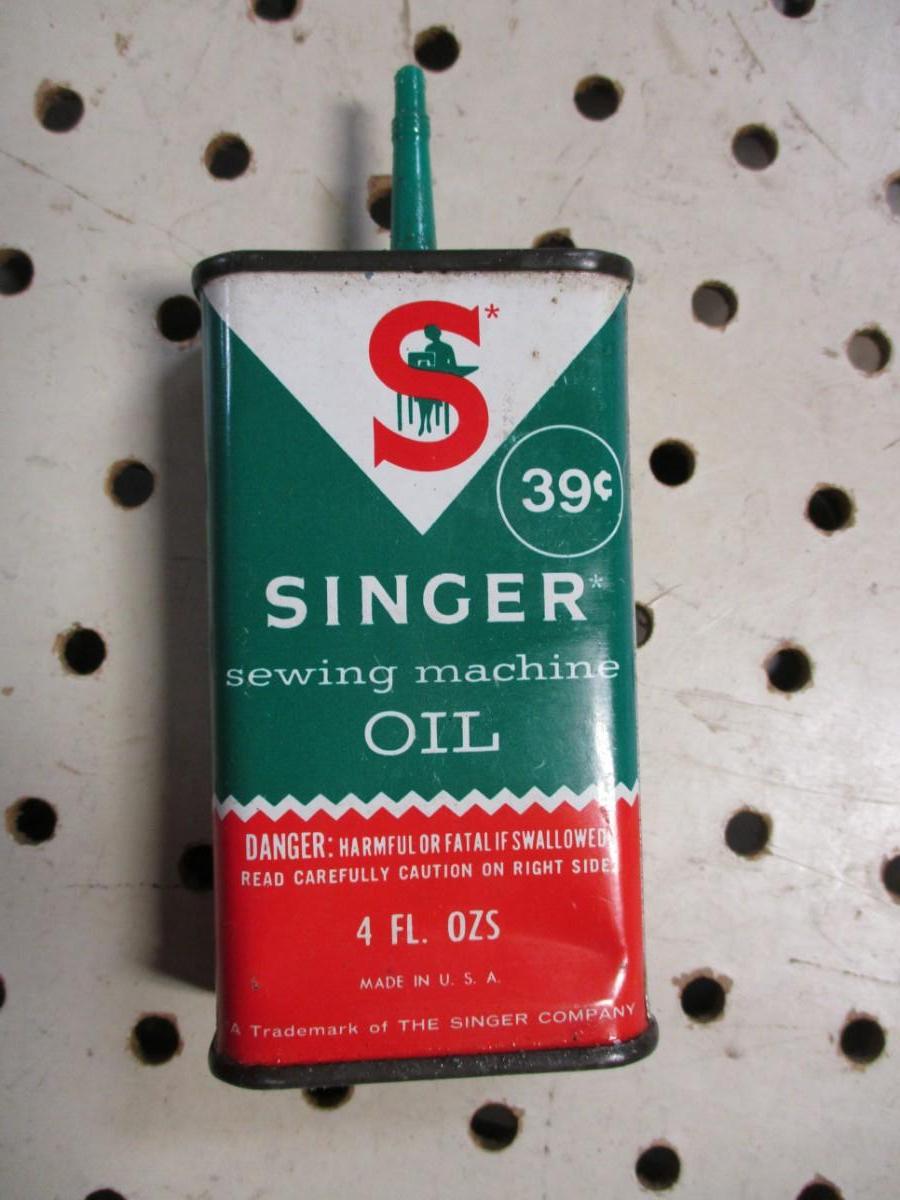 S*
39¢
SINGER*
sewing machine
OIL
DANGER: HARMFUL OR FATAL IF SWALLOWED
READ CAREFULLY CAUTION ON RIGHT SIDE
4 FL. OZS
MADE IN U. S. A.
A Trademark of THE SINGER COMPANY